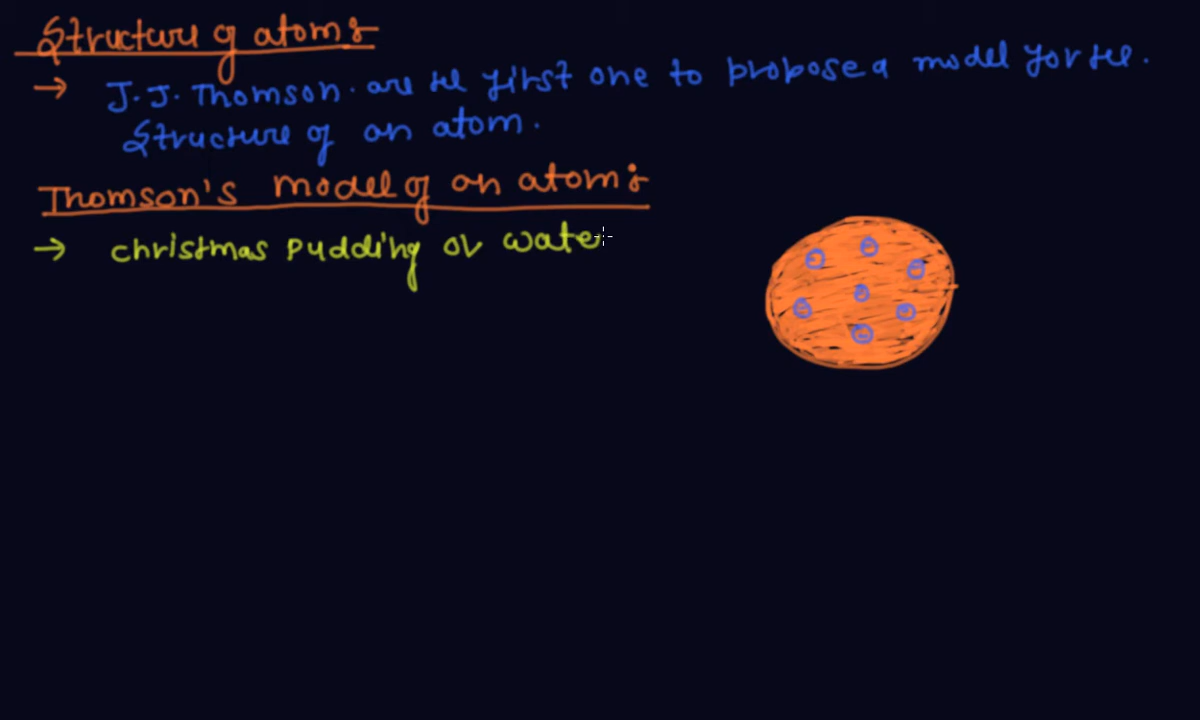 Structure of atoms
→ J.J. Thomson. are the first one to propose a model for the.
Structure of an atom.
Thomson's model of an atoms
→ christmas pudding or wate